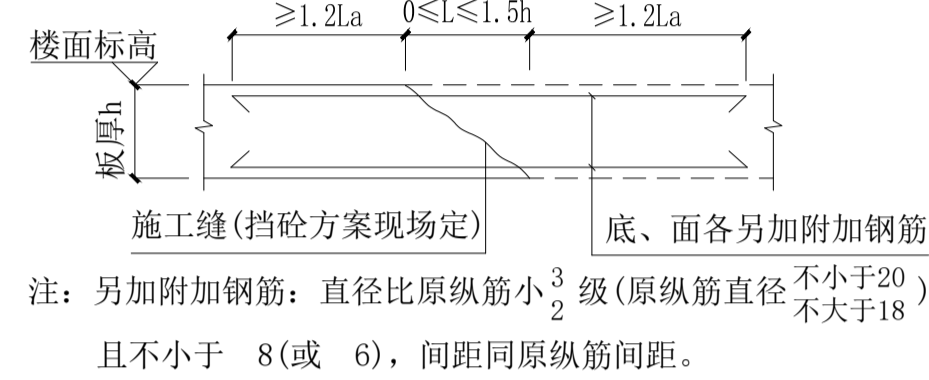 ≥1.2La 0≤L≤1.5h ≥1.2La
楼面标高
板厚h
施工缝(挡砼方案现场定)
底、面各另加附加钢筋
注：另加附加钢筋：直径比原纵筋小 3 级(原纵筋直径 不小于20 )
2 不大于18
且不小于 8(或 6)，间距同原纵筋间距。